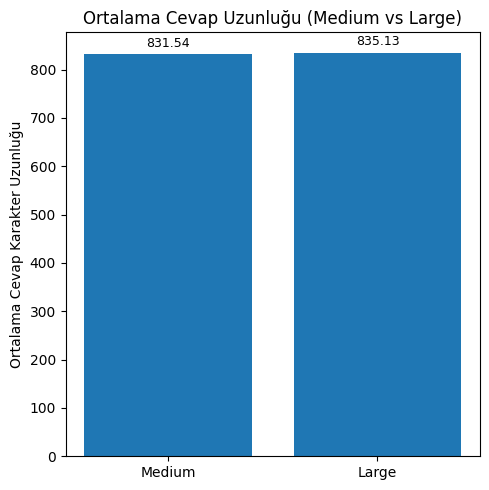 Ortalama Cevap Uzunluğu (Medium vs Large)
831.54
835.13
Ortalama Cevap Karakter Uzunluğu
800
700
600
500
400
300
200
100
0
Medium
Large